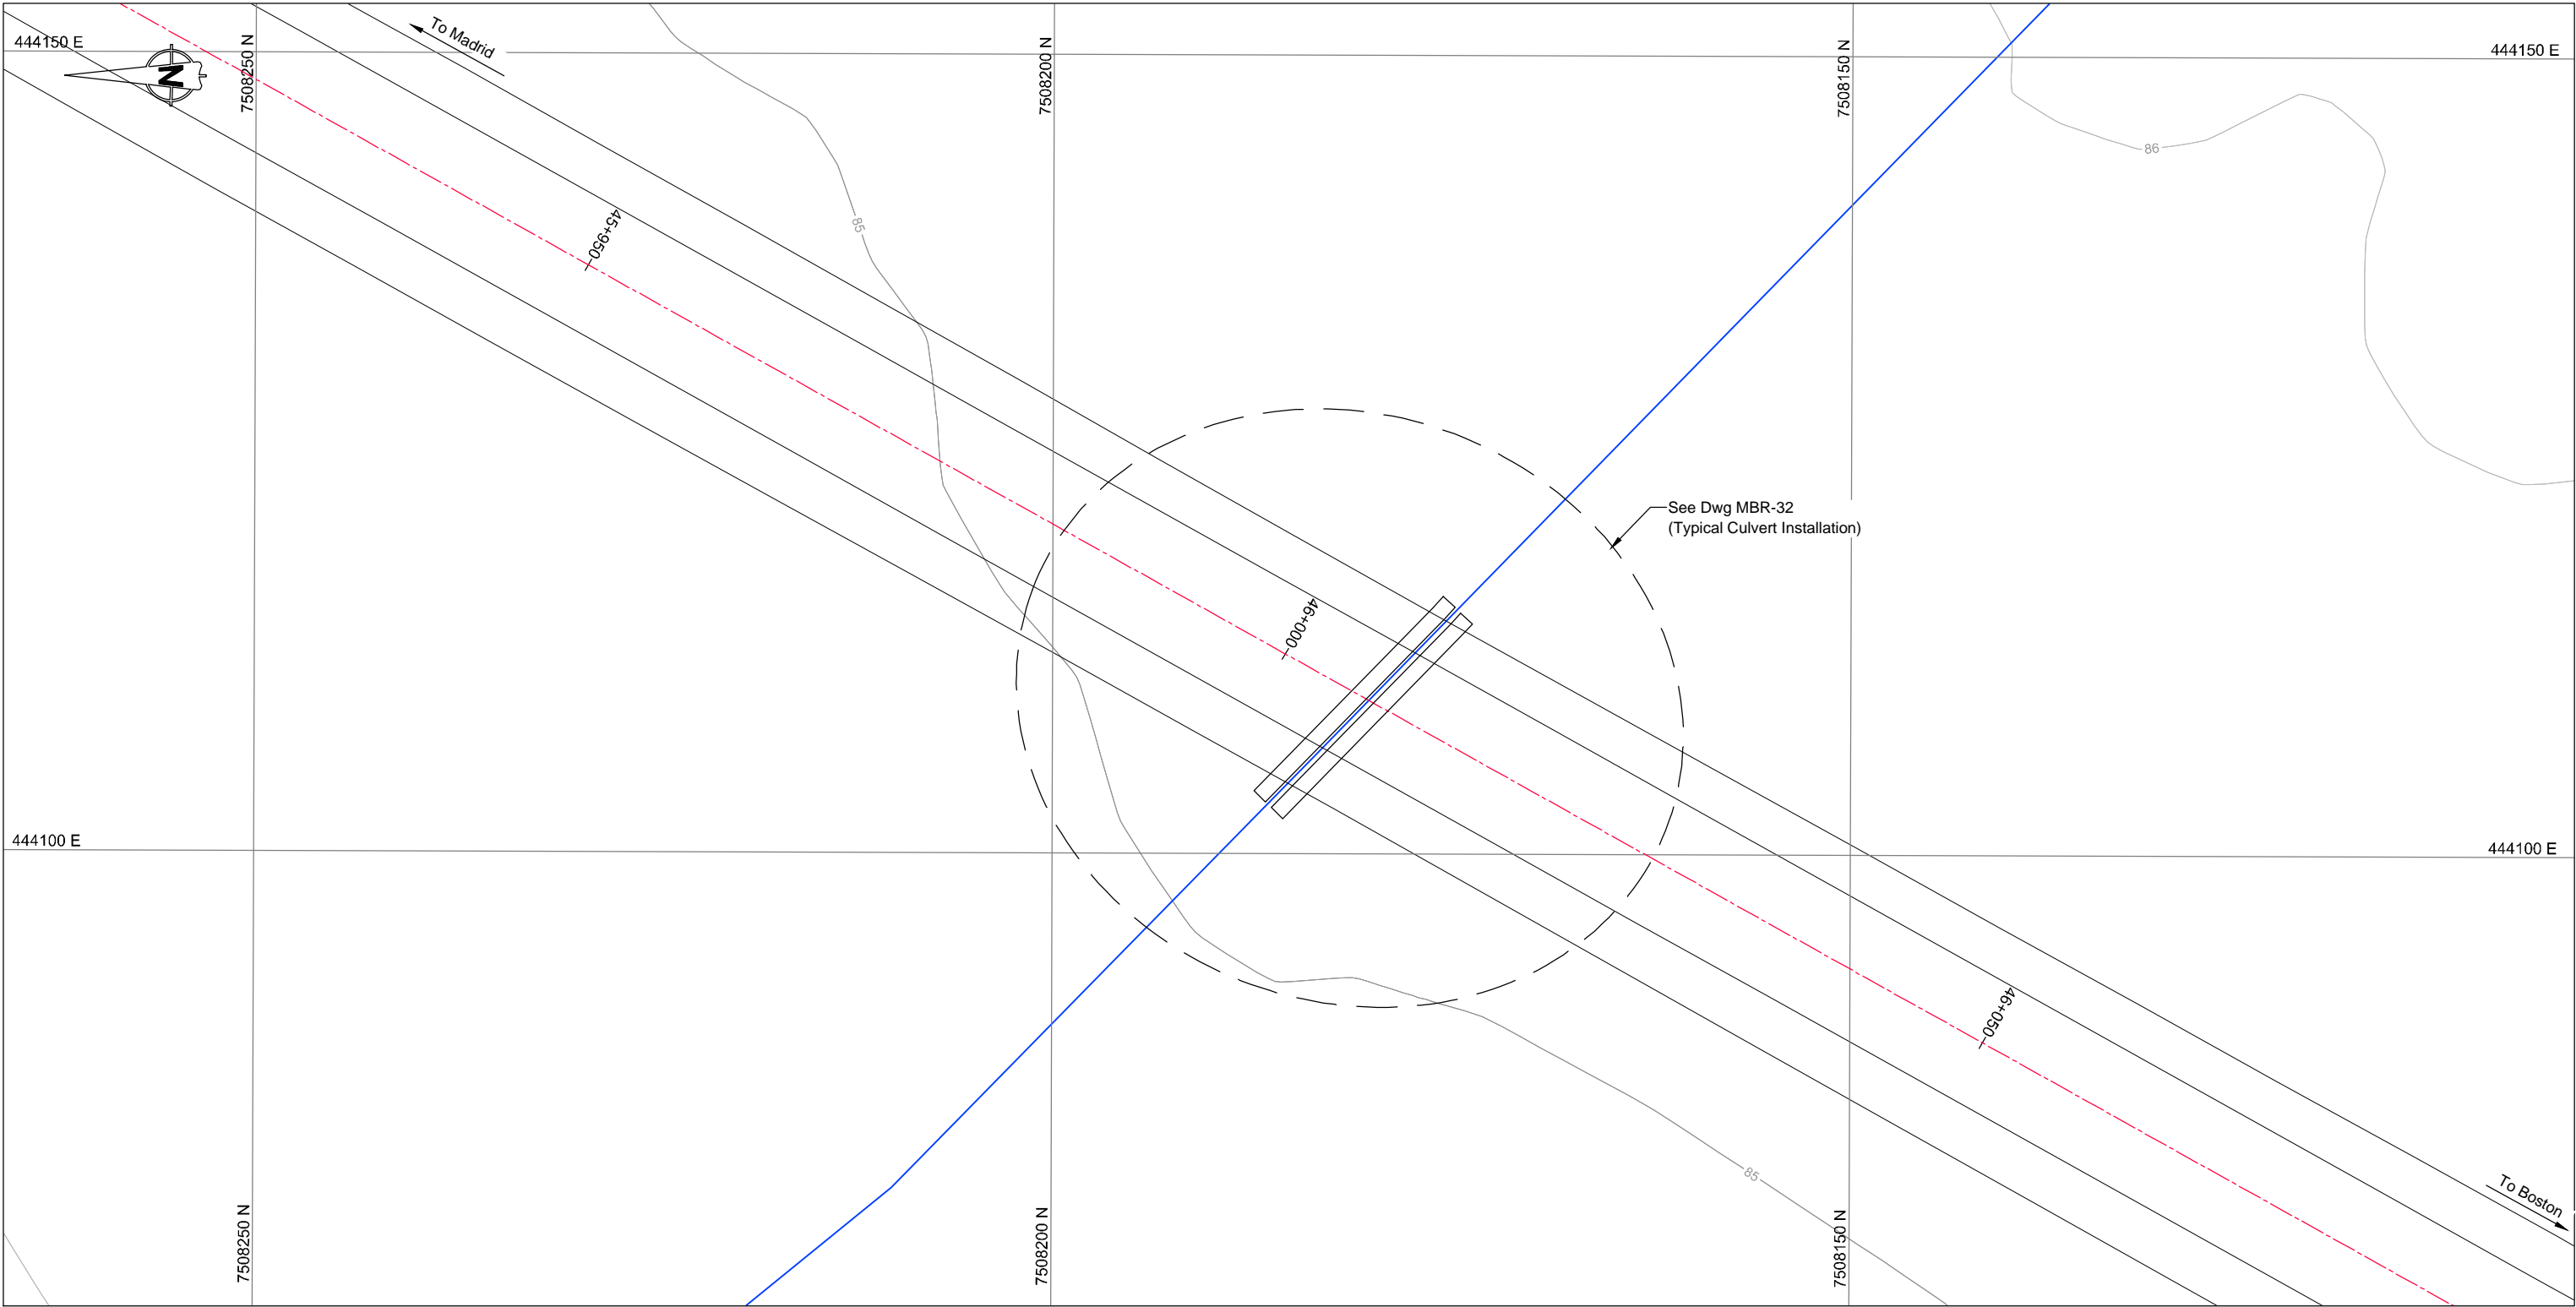 To Madrid
444150 E
444150 E
N
7508250 N
7508200 N
7508150 N
86
85
45+950
See Dwg MBR-32
(Typical Culvert Installation)
46+000
444100 E
444100 E
46+050
85
To Boston
7508250 N
7508200 N
7508150 N